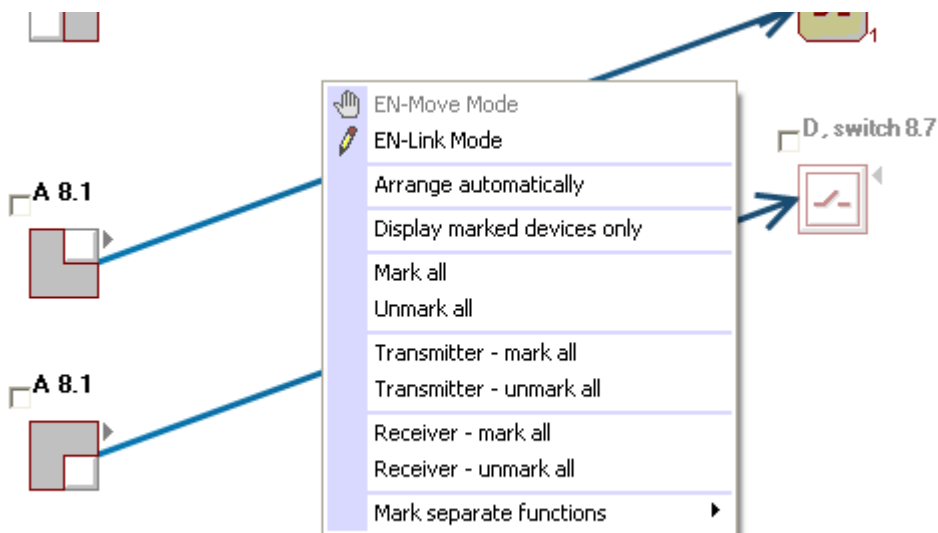 1
EN-Move Mode
EN-Link Mode
D, switch 8.7
A 8.1
Arrange automatically
Display marked devices only
Mark all
Unmark all
Transmitter - mark all
A 8.1
Transmitter - unmark all
Receiver - mark all
Receiver - unmark all
Mark separate functions